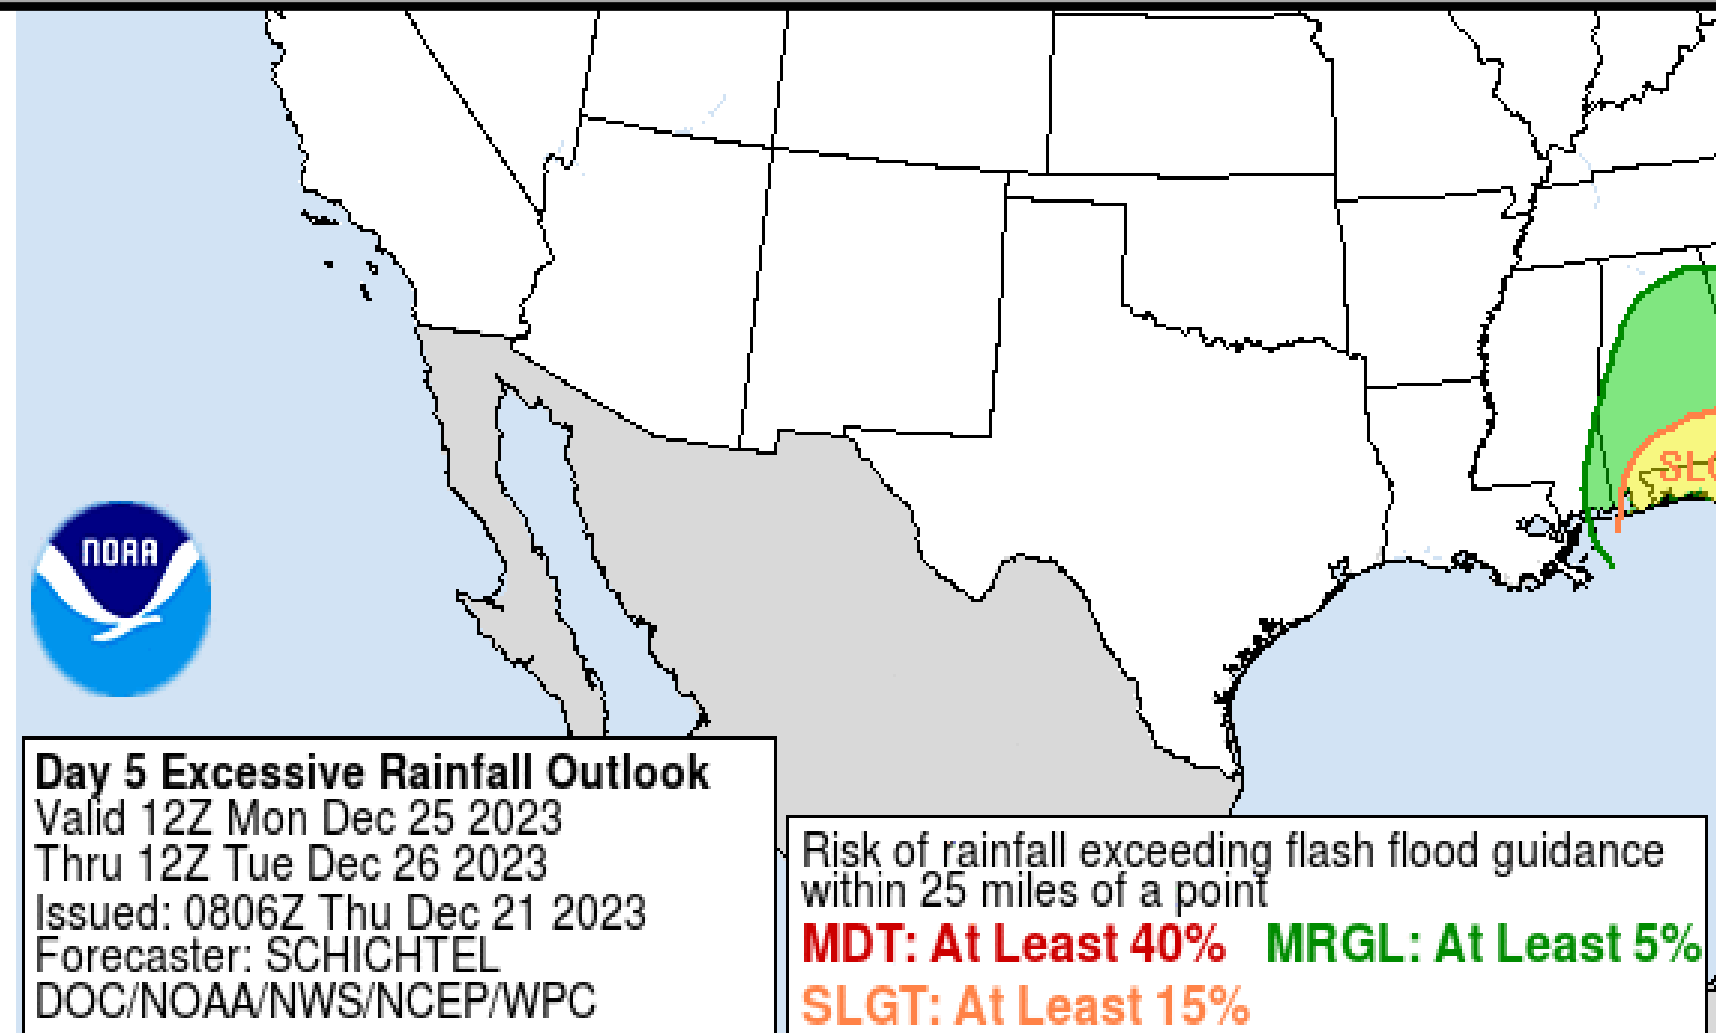 SLG
NOAA
Day 5 Excessive Rainfall Outlook
Valid 12Z Mon Dec 25 2023
Thru 12Z Tue Dec 26 2023
Issued: 0806Z Thu Dec 21 2023
Forecaster: SCHICHTEL
DOC/NOAA/NWS/NCEP/WPC
Risk of rainfall exceeding flash flood guidance
within 25 miles of a point
MDT: At Least 40% MRGL: At Least 5%
SLGT: At Least 15%